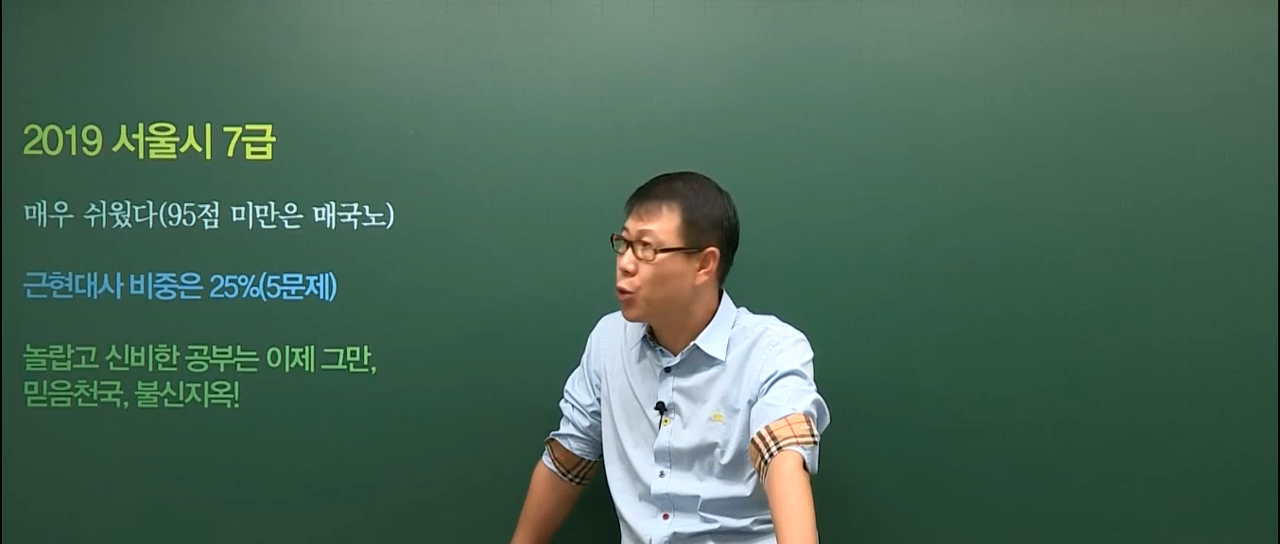 2019 서울시 7급
매우 쉬웠다(95점 미만은 매국노)
근현대사 비중은 25%(5문제)
놀랍고 신비한 공부는 이제 그만,
믿음천국, 불신지옥!